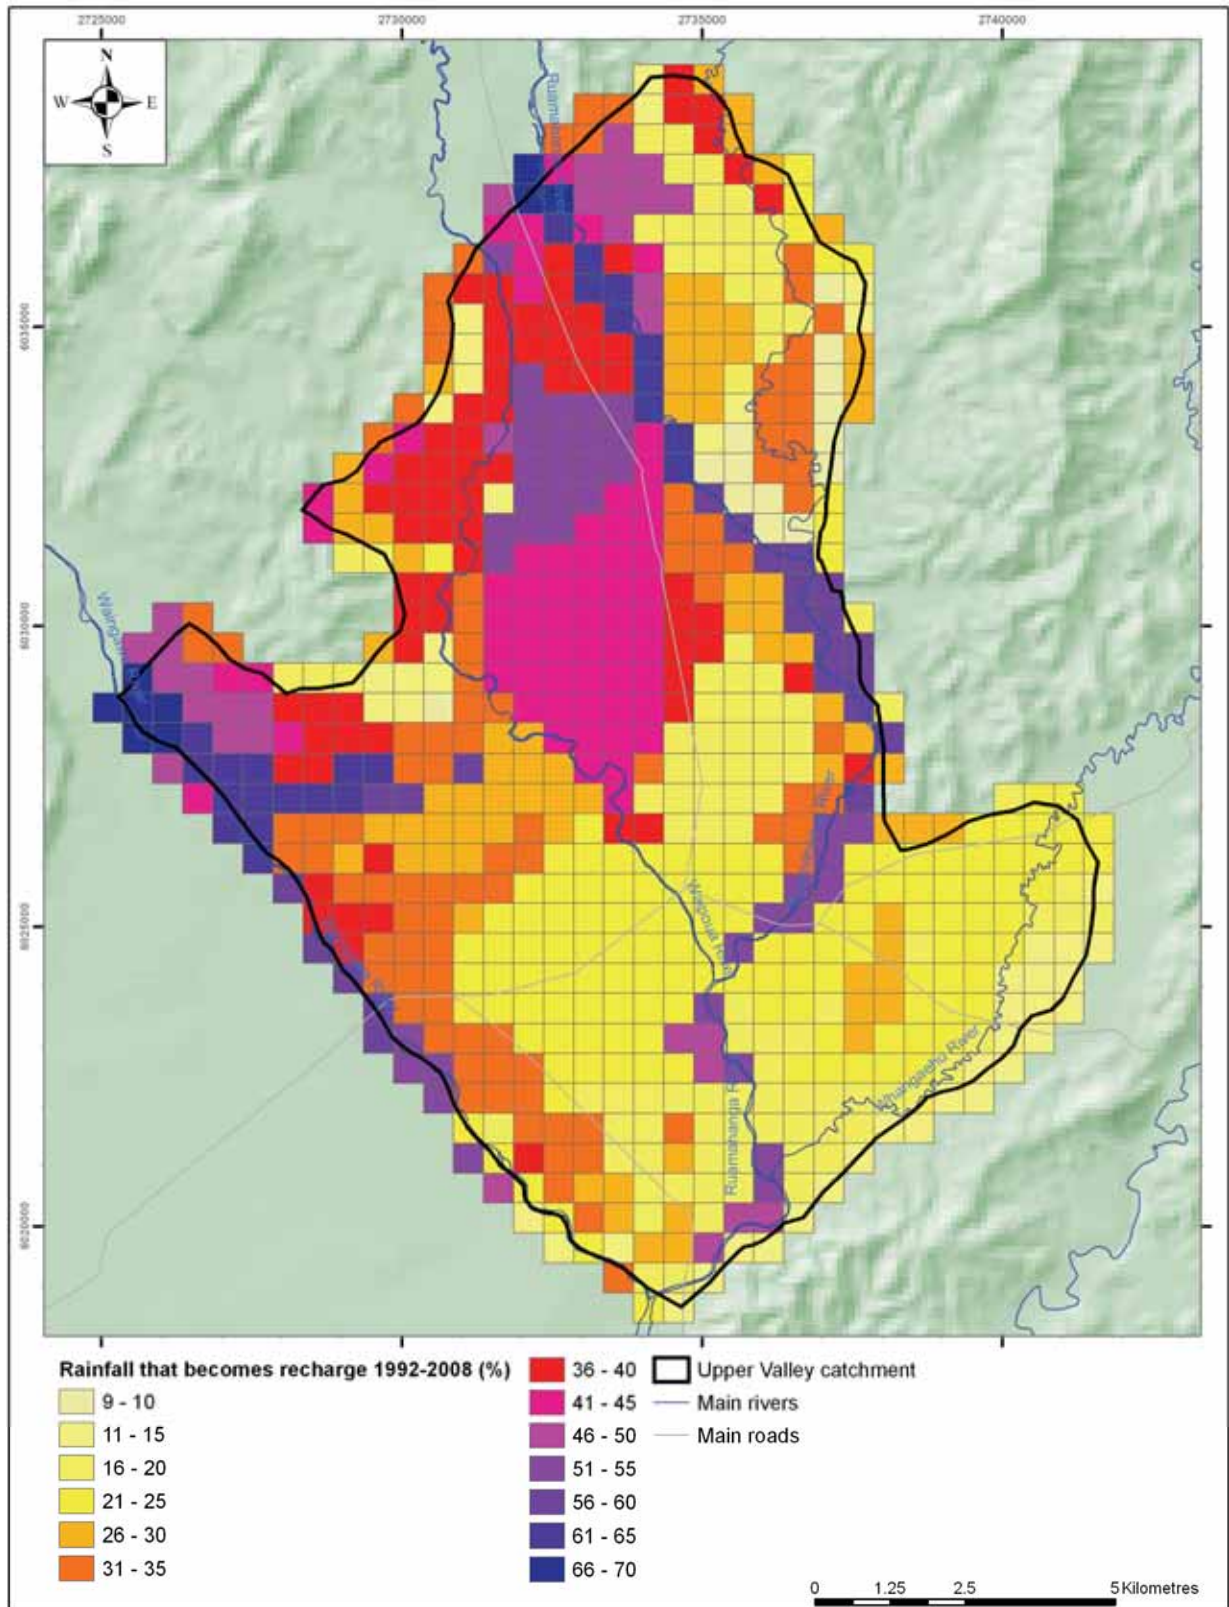 2725000 2730000 2735000 2740000
N
W E
S
6035000
6030000
6025000
6020000
Waipoua River
Ruamahanga R
Whangaehu River
River
Rainfall that becomes recharge 1992-2008 (%)
9 - 10
11 - 15
16 - 20
21 - 25
26 - 30
31 - 35
36 - 40
41 - 45
46 - 50
51 - 55
56 - 60
61 - 65
66 - 70
Upper Valley catchment
Main rivers
Main roads
0 1.25 2.5 5 Kilometres